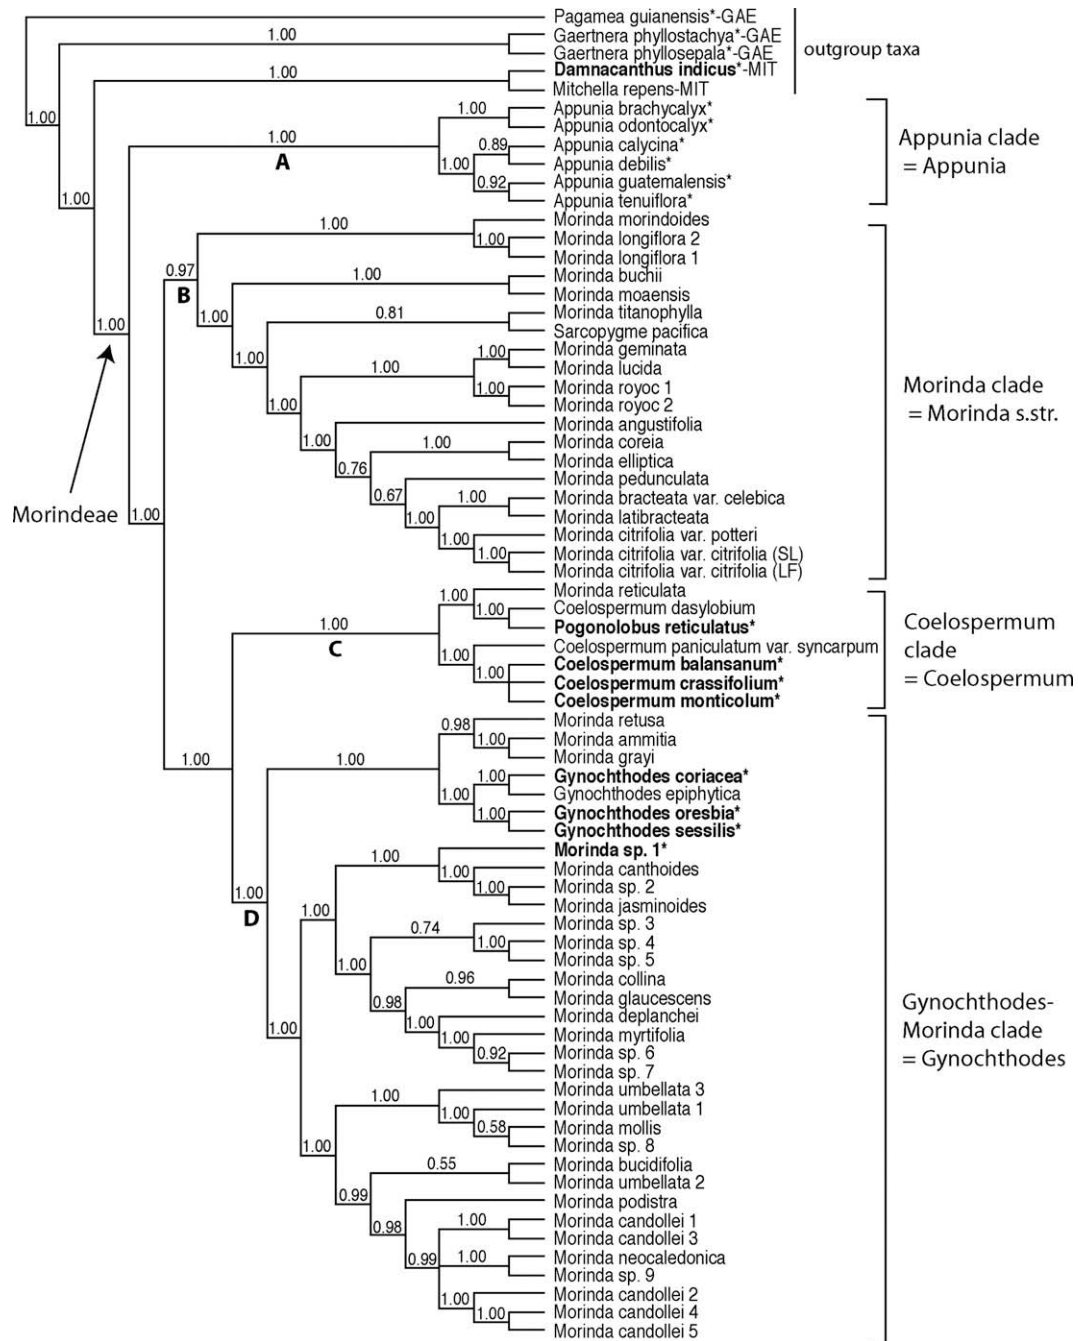 Pagamea guianensis*-GAE
1.00
Gaertnera phyllostachya*-GAE
Gaertnera phyllosepala*-GAE
outgroup taxa
Damnacanthus indicus*-MIT
1.00
Mitchella repens-MIT
1.00
Appunia brachycalyx*
1.00
Appunia odontocalyx*
1.00
A
Appunia calycina*
0.89
Appunia debilis*
1.00
Appunia guatemalensis*
0.92
Appunia tenuiflora*
Appunia clade
= Appunia
1.00
Morinda morindoides
1.00
Morinda longiflora 2
1.00
Morinda longiflora 1
0.97
B
Morinda buchii
1.00
Morinda moaensis
1.00
Morinda titanophylla
0.81
Sarcopygme pacifica
1.00
1.00
Morindeae
Morinda geminata
1.00
Morinda lucida
1.00
Morinda royoc 1
1.00
Morinda royoc 2
1.00
Morinda clade
= Morinda s.str.
Morinda angustifolia
1.00
Morinda coreia
1.00
Morinda elliptica
0.76
Morinda pedunculata
0.67
Morinda bracteata var. celebica
1.00
Morinda latibracteata
1.00
1.00
Morinda citrifolia var. potteri
1.00
Morinda citrifolia var. citrifolia (SL)
1.00
Morinda citrifolia var. citrifolia (LF)
Morinda reticulata
1.00
Coelospermum dasylobium
1.00
Pogonolobus reticulatus*
1.00
C
Coelospermum paniculatum var. syncarpum
1.00
Coelospermum balansanum*
1.00
Coelospermum crassifolium*
Coelospermum monticolum*
Coelospermum
clade
= Coelospermum
Morinda retusa
0.98
Morinda ammitia
1.00
Morinda grayi
1.00
1.00
Gynochthodes coriacea*
1.00
Gynochthodes epiphytica
1.00
Gynochthodes oresbia*
1.00
Gynochthodes sessilis*
Morinda sp. 1*
1.00
Morinda canthoides
1.00
Morinda sp. 2
1.00
Morinda jasminoides
1.00
D
1.00
Morinda sp. 3
0.74
Morinda sp. 4
1.00
Morinda sp. 5
1.00
Morinda collina
0.96
Morinda glaucescens
0.98
Morinda deplanchei
1.00
Morinda myrtifolia
1.00
Morinda sp. 6
0.92
Morinda sp. 7
1.00
Gynochthodes-
Morinda clade
= Gynochthodes
Morinda umbellata 3
1.00
Morinda umbellata 1
1.00
Morinda mollis
0.58
Morinda sp. 8
1.00
Morinda bucidifolia
0.55
Morinda umbellata 2
0.99
Morinda podistra
0.98
Morinda candollei 1
1.00
Morinda candollei 3
0.99
Morinda neocaledonica
1.00
Morinda sp. 9
Morinda candollei 2
1.00
Morinda candollei 4
1.00
Morinda candollei 5